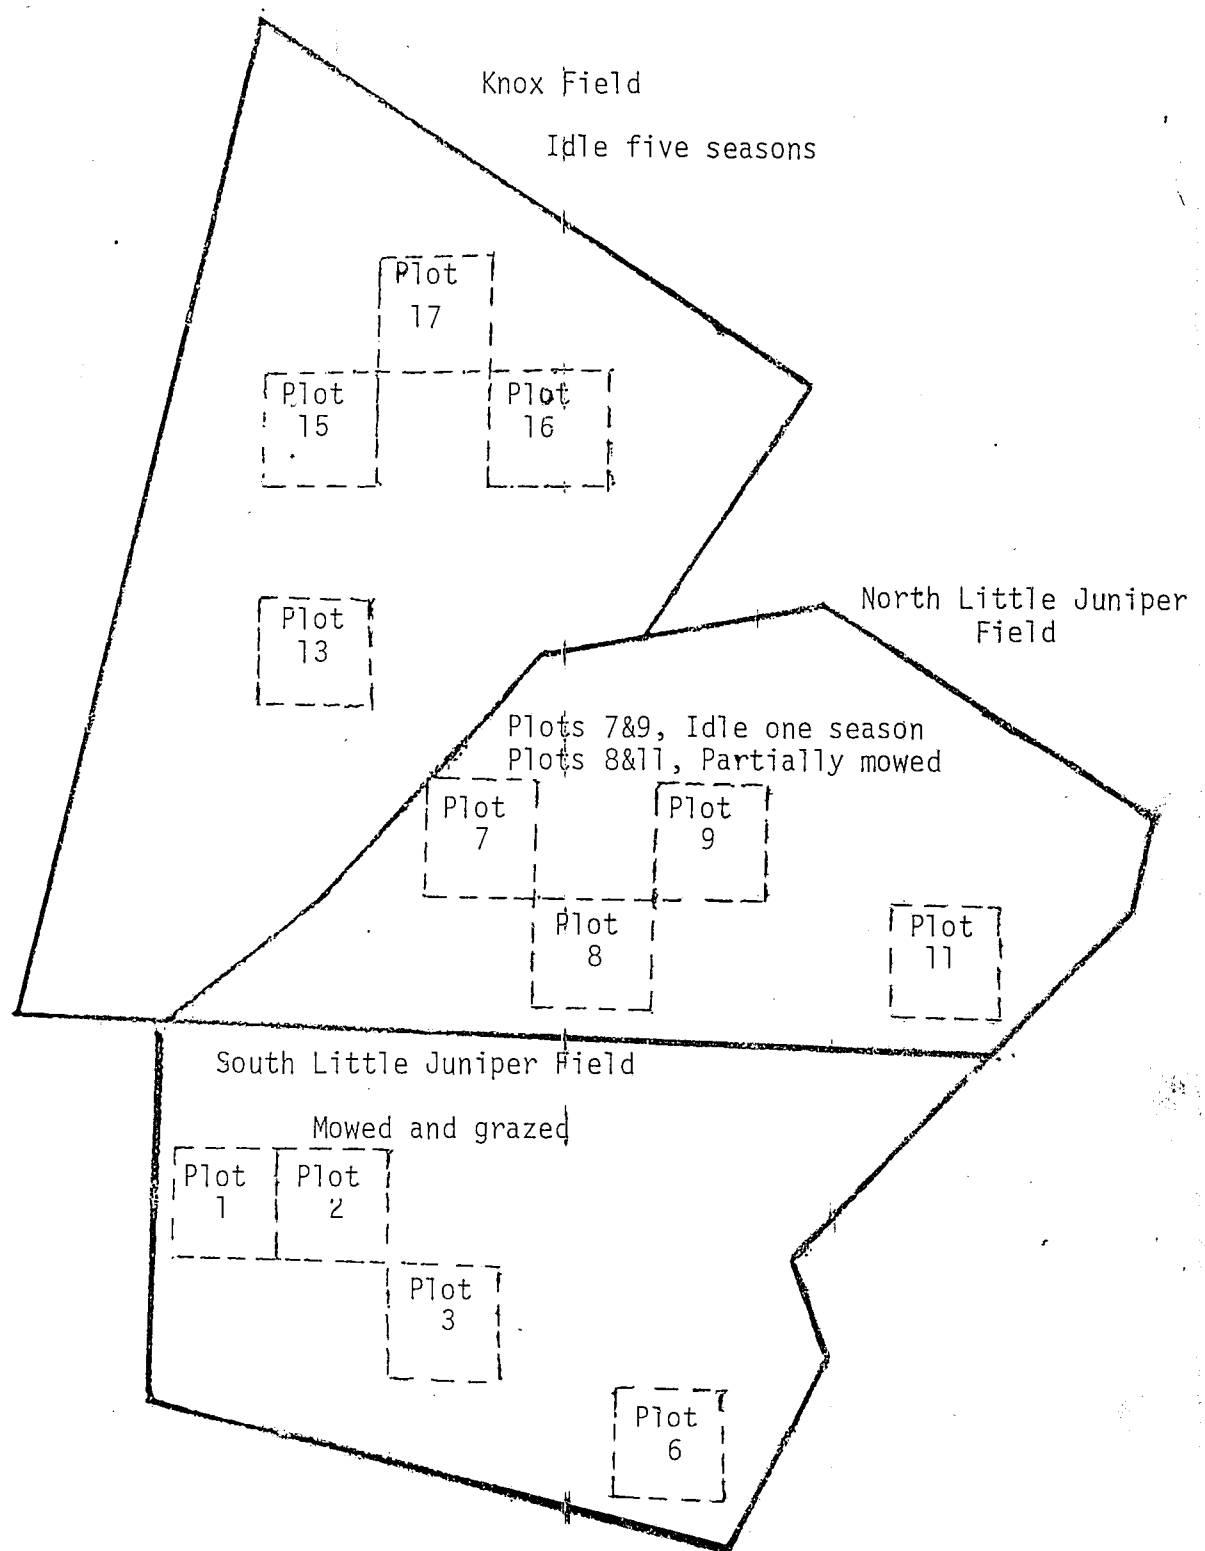 Knox Field
Idle five seasons
Plot
17
Plot
15
Plot
16
Plot
13
North Little Juniper
Field
Plots 7&9, Idle one season
Plots 8&11, Partially mowed
Plot
7
Plot
9
Plot
8
Plot
11
South Little Juniper Field
Mowed and grazed
Plot
1
Plot
2
Plot
3
Plot
6